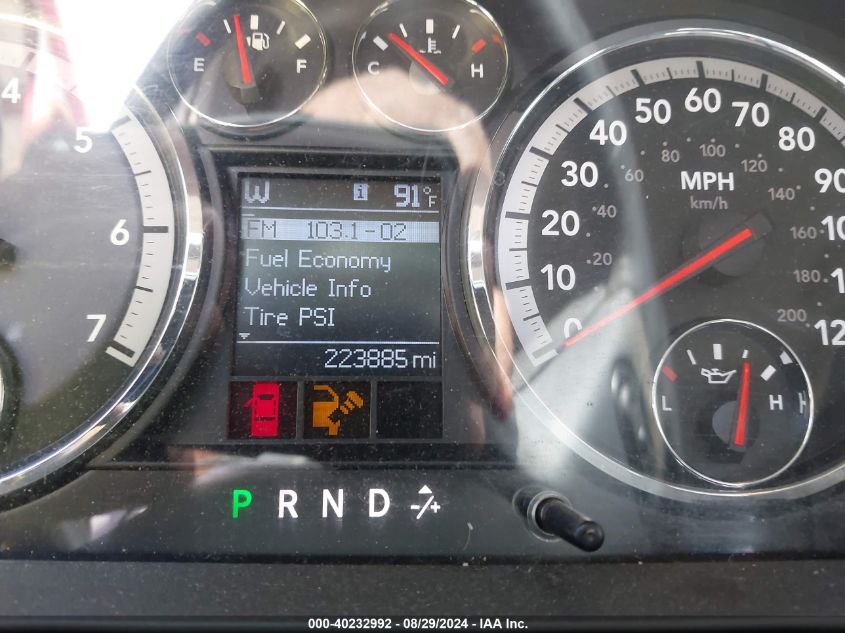 E F
C H
4
5
6
7
W i 91°F
FM 103.1-02
Fuel Economy
Vehicle Info
Tire PSI
223885 mi
0 10 20 30 40 50 60 70 80 90
20 40 60 80 100 120 140 160 180 200
MPH
km/h
L H
P R N D -/+
000-40232992 - 08/29/2024 - IAA Inc.